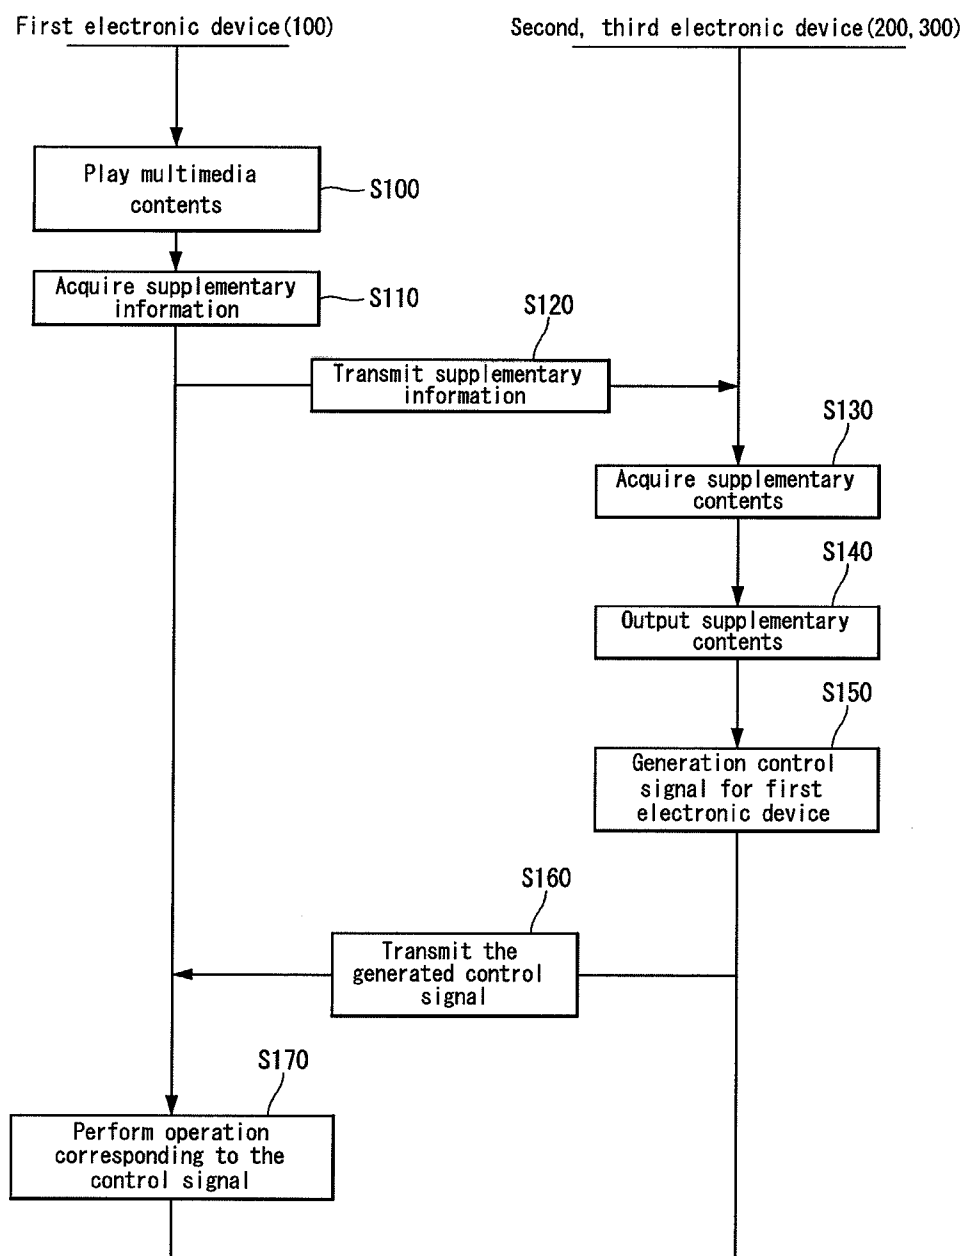 First electronic device(100)
Second, third electronic device(200,300)
Play multimedia
contents
S100
Acquire supplementary
information
S110
S120
Transmit supplementary
information
S130
Acquire supplementary
contents
S140
Output supplementary
contents
S150
Generation control
signal for first
electronic device
S160
Transmit the
generated control
signal
S170
Perform operation
corresponding to the
control signal